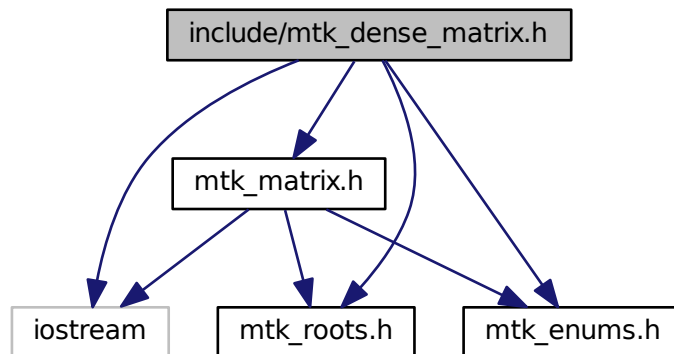 include/mtk_dense_matrix.h
mtk_matrix.h
iostream
mtk_roots.h
mtk_enums.h